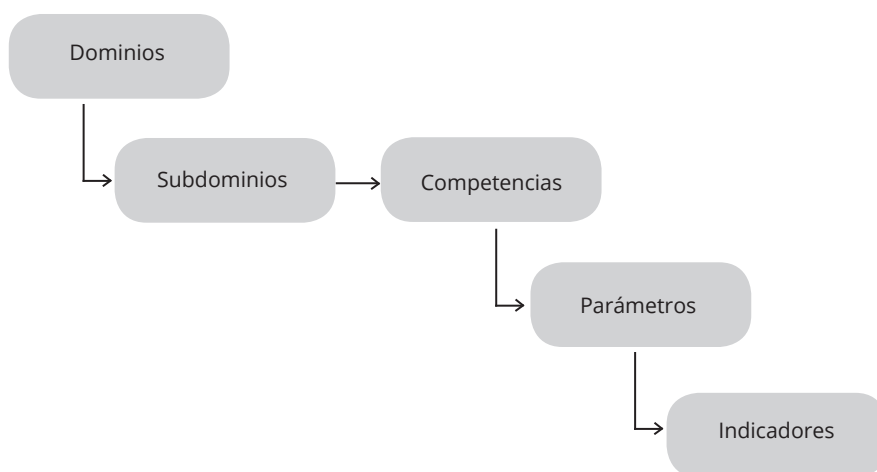 Dominios
Subdominios
Competencias
Parámetros
Indicadores